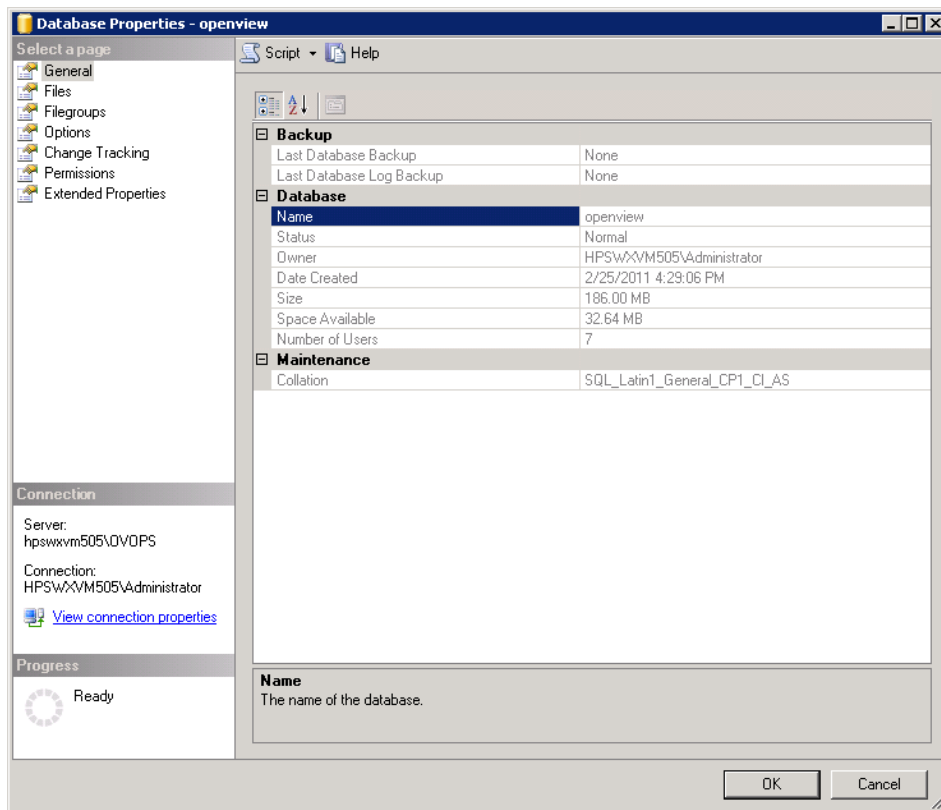 Database Properties - openview
Select a page
General
Files
Filegroups
Options
Change Tracking
Permissions
Extended Properties
Connection
Server:
hpswxvm505\OVOPS
Connection:
HPSWXVM505\Administrator
View connection properties
Progress
Ready
Script Help
Backup
Last Database Backup None
Last Database Log Backup None
Database
Name openview
Status Normal
Owner HPSWXVM505\Administrator
Date Created 2/25/2011 4:29:06 PM
Size 186.00 MB
Space Available 32.64 MB
Number of Users 7
Maintenance
Collation SQL_Latin1_General_CP1_CI_AS
Name
The name of the database.
OK Cancel